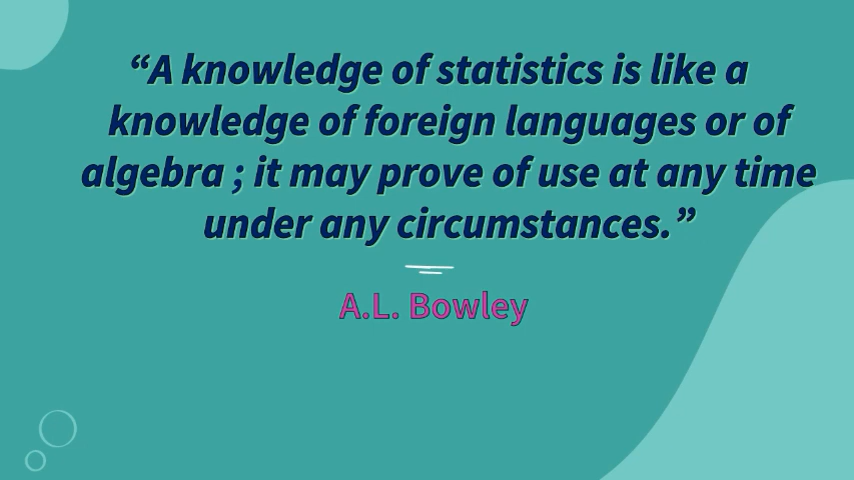 “A knowledge of statistics is like a
knowledge of foreign languages or of
algebra ; it may prove of use at any time
under any circumstances.”
A.L. Bowley